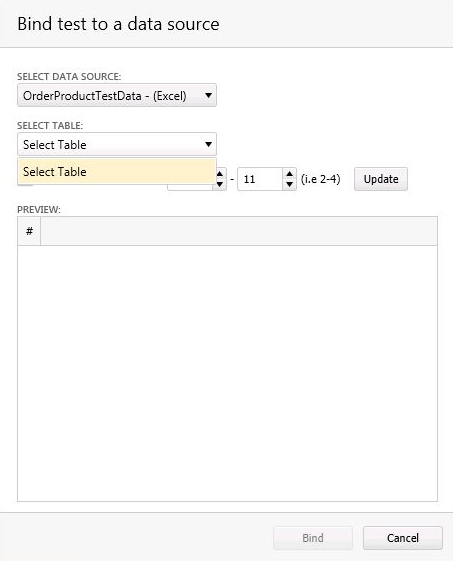 Bind test to a data source
SELECT DATA SOURCE:
OrderProductTestData - (Excel)
SELECT TABLE:
Select Table
Select Table
- 11 (i.e 2-4) Update
PREVIEW:
#
Bind Cancel